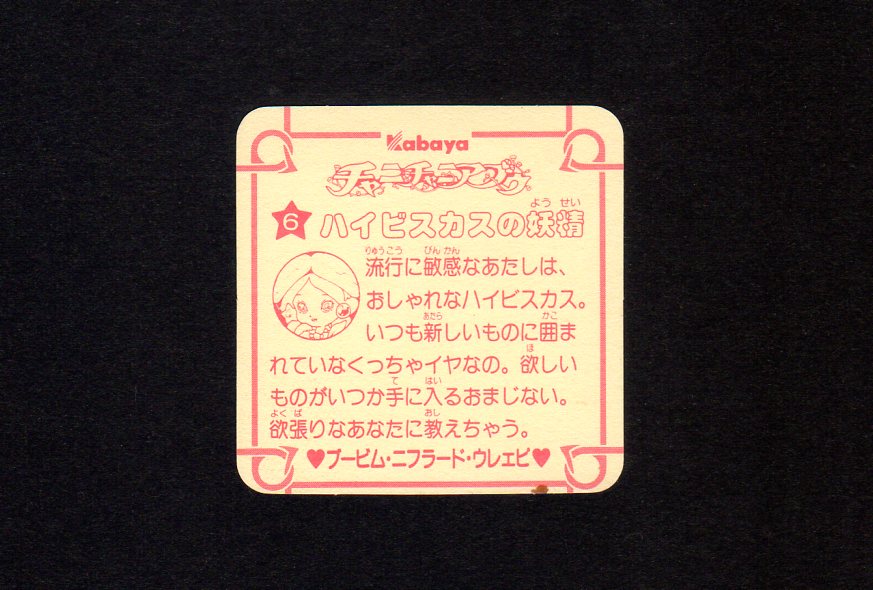 Kabaya
チャーミーチャームアップ
6 ハイビスカスの妖精
流行に敏感なあたしは、
おしゃれなハイビスカス。
いつも新しいものに囲ま
れていなくっちゃイヤなの。欲しい
ものがいつか手に入るおまじない。
欲張りなあなたに教えちゃう。
♥ブービム・ニフラード・ウレェピ♥